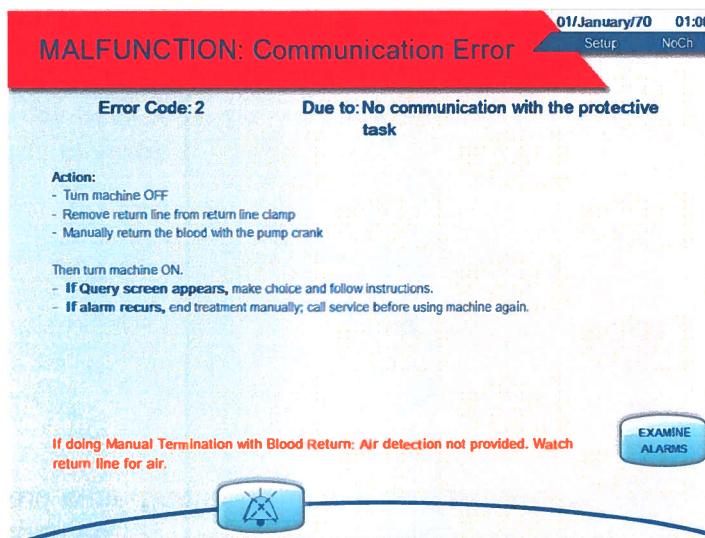 01/January/70 01:00
MALFUNCTION: Communication Error
Setup NoCh
Error Code: 2 Due to: No communication with the protective
task
Action:
- Turn machine OFF
- Remove return line from return line clamp
- Manually return the blood with the pump crank
Then turn machine ON.
- If Query screen appears, make choice and follow instructions.
- If alarm recurs, end treatment manually; call service before using machine again.
EXAMINE
ALARMS
If doing Manual Termination with Blood Return: Air detection not provided. Watch
return line for air.